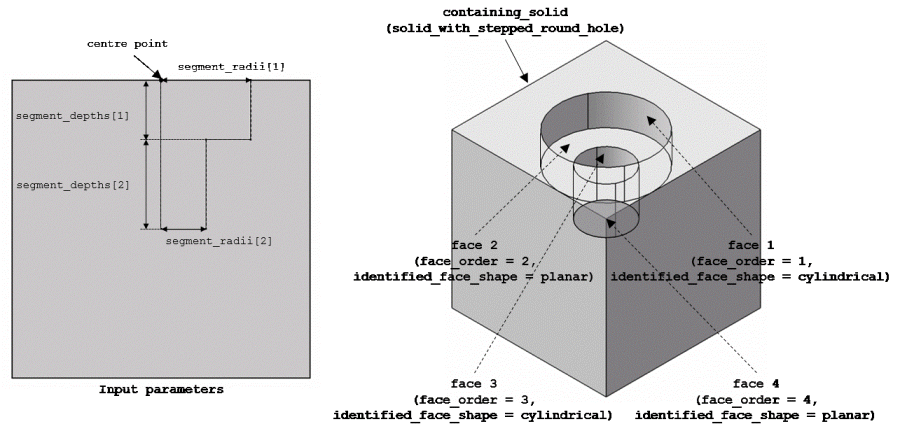 centre point
segment_radii[1]
segment_depths[1]
segment_depths[2]
segment_radii[2]
Input parameters
containing_solid
(solid_with_stepped_round_hole)
face 2
(face_order = 2,
identified_face_shape = planar)
face 1
(face_order = 1,
identified_face_shape = cylindrical)
face 3
(face_order = 3,
identified_face_shape = cylindrical)
face 4
(face_order = 4,
identified_face_shape = planar)